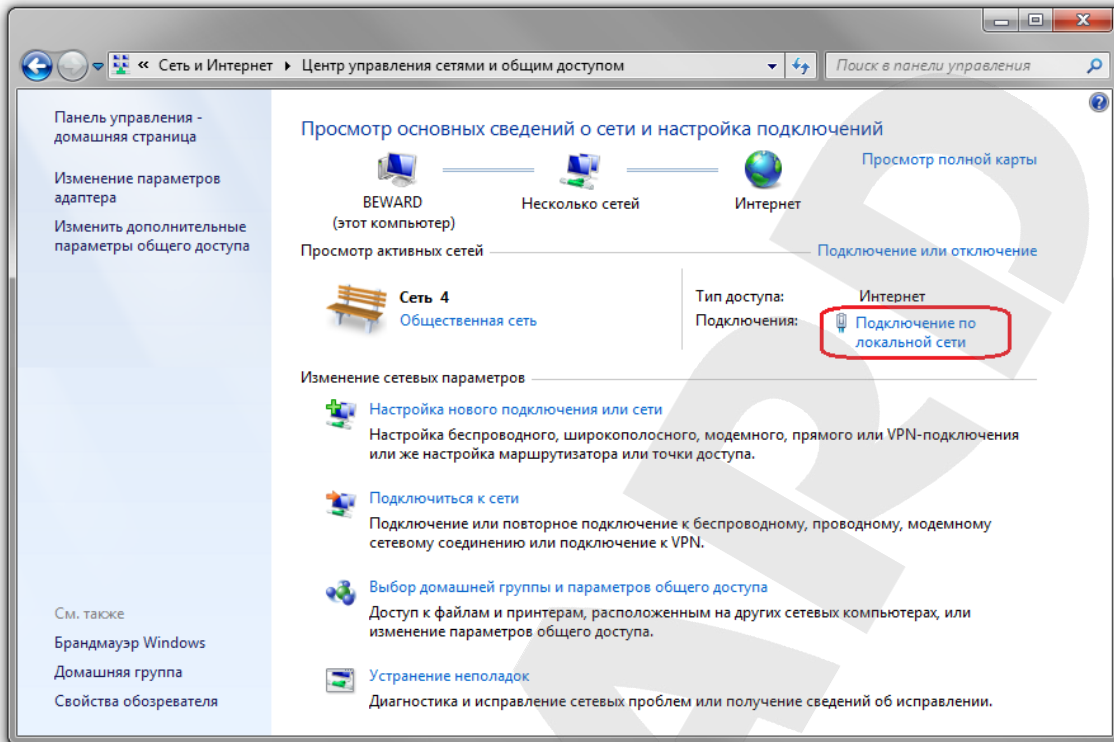 « Сеть и Интернет ▸ Центр управления сетями и общим доступом
Поиск в панели управления
Панель управления -
домашняя страница
Изменение параметров
адаптера
Изменить дополнительные
параметры общего доступа
См. также
Брандмауэр Windows
Домашняя группа
Свойства обозревателя
Просмотр основных сведений о сети и настройка подключений
Просмотр полной карты
BEWARD
(этот компьютер)
Несколько сетей
Интернет
Просмотр активных сетей
Подключение или отключение
Сеть 4
Общественная сеть
Тип доступа: Интернет
Подключения: Подключение по
локальной сети
Изменение сетевых параметров
Настройка нового подключения или сети
Настройка беспроводного, широкополосного, модемного, прямого или VPN-подключения
или же настройка маршрутизатора или точки доступа.
Подключиться к сети
Подключение или повторное подключение к беспроводному, проводному, модемному
сетевому соединению или подключение к VPN.
Выбор домашней группы и параметров общего доступа
Доступ к файлам и принтерам, расположенным на других сетевых компьютерах, или
изменение параметров общего доступа.
Устранение неполадок
Диагностика и исправление сетевых проблем или получение сведений об исправлении.
ARD